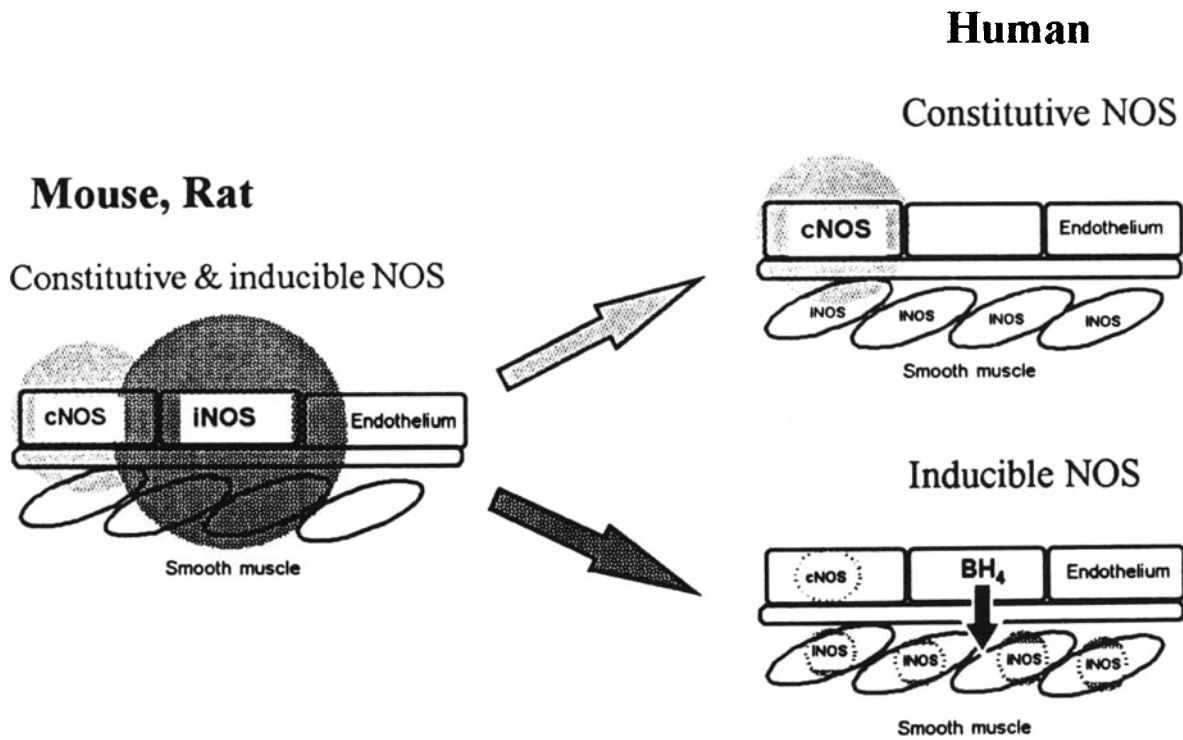 Human
Constitutive NOS
Mouse, Rat
Constitutive & inducible NOS
cNOS
Endothelium
iNOS
iNOS
iNOS
iNOS
Smooth muscle
cNOS
iNOS
Endothelium
Smooth muscle
Inducible NOS
cNOS
BH₄
Endothelium
iNOS
iNOS
iNOS
iNOS
Smooth muscle